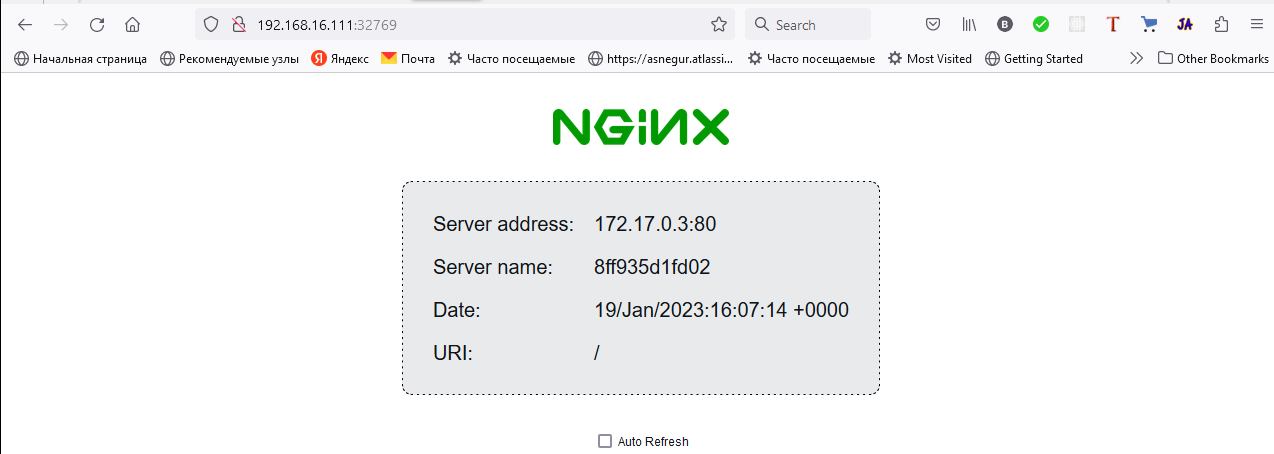 192.168.16.111:32769
Search
B
T
JA
Начальная страница
Рекомендуемые узлы
Я Яндекс
Почта
Часто посещаемые
https://asnegur.atlassi...
Часто посещаемые
Most Visited
Getting Started
Other Bookmarks
NGINX
Server address: 172.17.0.3:80
Server name: 8ff935d1fd02
Date: 19/Jan/2023:16:07:14 +0000
URI: /
Auto Refresh